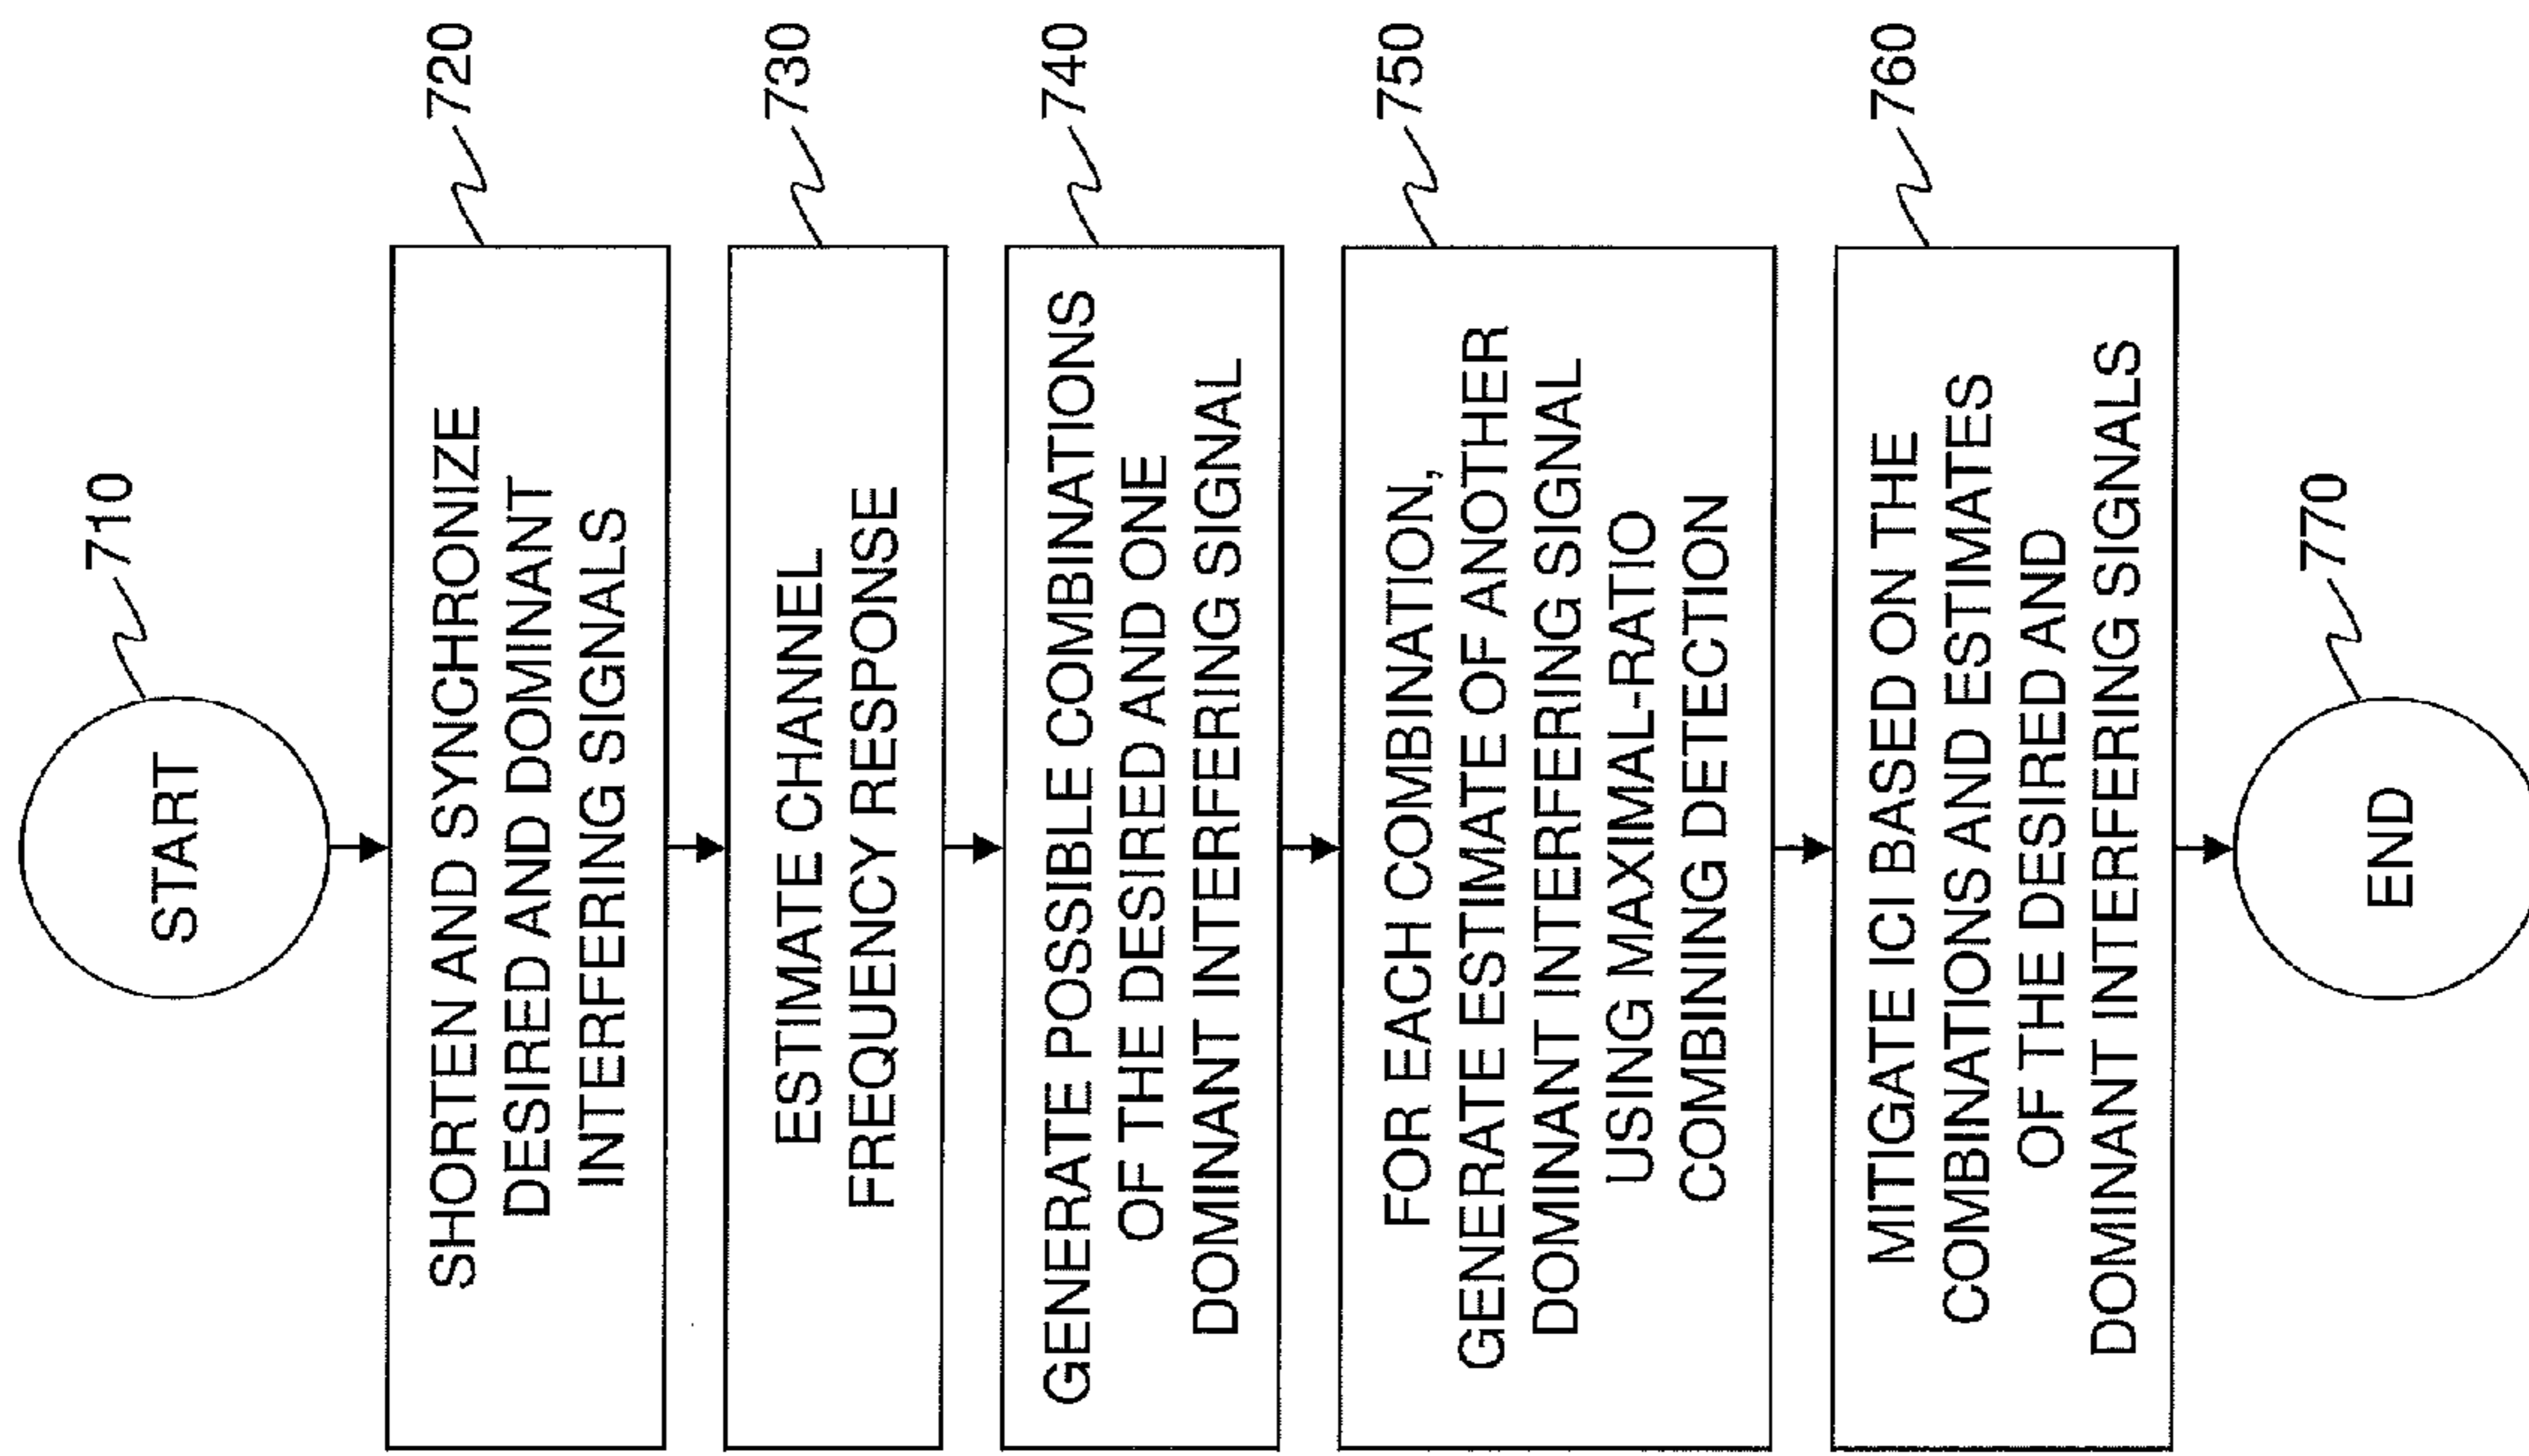 START
710
SHORTEN AND SYNCHRONIZE
DESIRED AND DOMINANT
INTERFERING SIGNALS
720
ESTIMATE CHANNEL
FREQUENCY RESPONSE
730
GENERATE POSSIBLE COMBINATIONS
OF THE DESIRED AND ONE
DOMINANT INTERFERING SIGNAL
740
FOR EACH COMBINATION,
GENERATE ESTIMATE OF ANOTHER
DOMINANT INTERFERING SIGNAL
USING MAXIMAL-RATIO
COMBINING DETECTION
750
MITIGATE ICI BASED ON THE
COMBINATIONS AND ESTIMATES
OF THE DESIRED AND
DOMINANT INTERFERING SIGNALS
760
END
770